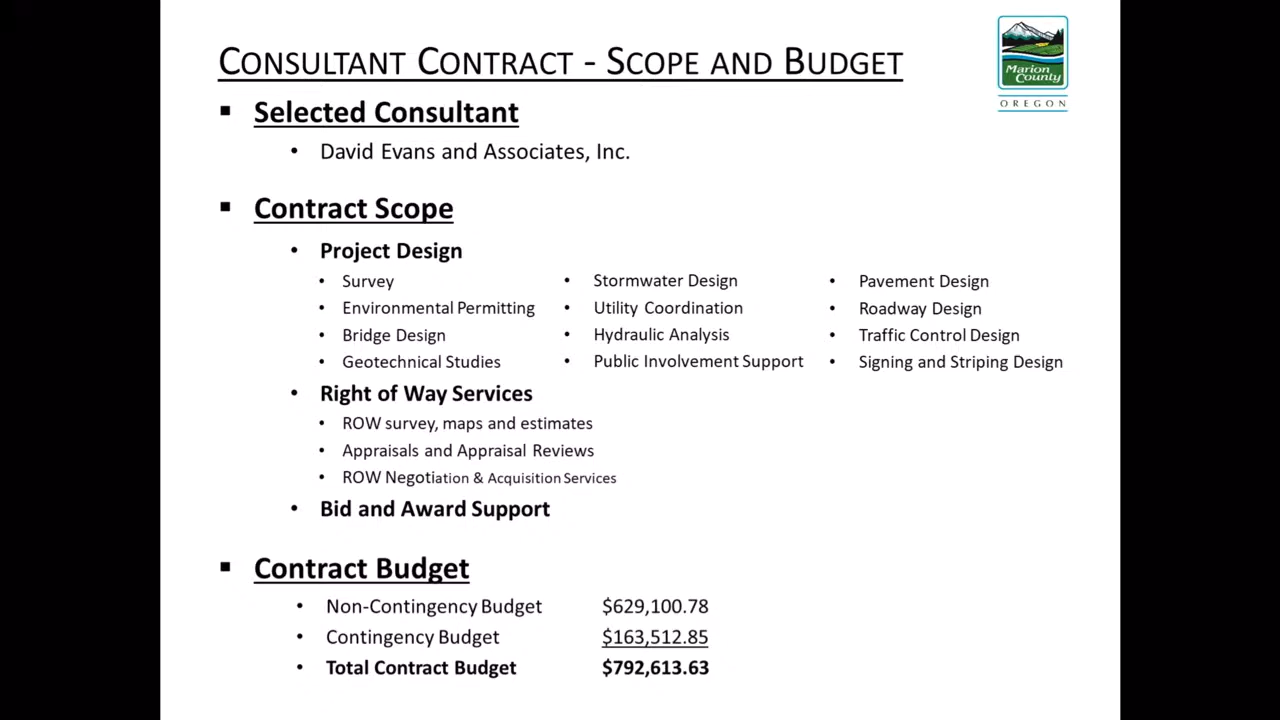 CONSULTANT CONTRACT - SCOPE AND BUDGET
Marion
County
OREGON
▪ Selected Consultant
• David Evans and Associates, Inc.
▪ Contract Scope
• Project Design
• Survey
• Environmental Permitting
• Bridge Design
• Geotechnical Studies
• Stormwater Design
• Utility Coordination
• Hydraulic Analysis
• Public Involvement Support
• Pavement Design
• Roadway Design
• Traffic Control Design
• Signing and Striping Design
• Right of Way Services
• ROW survey, maps and estimates
• Appraisals and Appraisal Reviews
• ROW Negotiation & Acquisition Services
• Bid and Award Support
▪ Contract Budget
• Non-Contingency Budget $629,100.78
• Contingency Budget $163,512.85
• Total Contract Budget $792,613.63